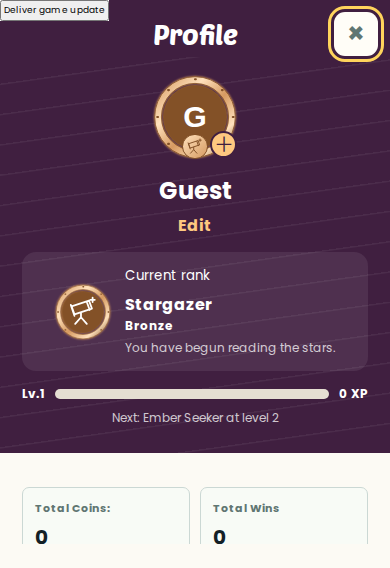 Deliver game update
Profile
G
Guest
Edit
Current rank
Stargazer
Bronze
You have begun reading the stars.
Lv.1
0 XP
Next: Ember Seeker at level 2
Total Coins:
Total Wins
0
0